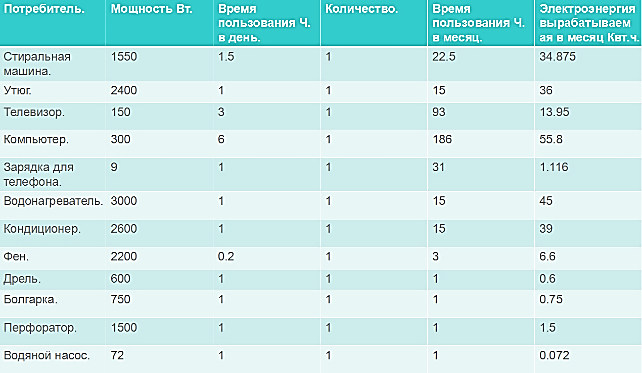 Потребитель. Мощность Вт. Время пользования Ч. в день. Количество. Время пользования Ч. в месяц. Электроэнергия вырабатываемая в месяц Квт.ч.
Стиральная машина. 1550 1.5 1 22.5 34.875
Утюг. 2400 1 1 15 36
Телевизор. 150 3 1 93 13.95
Компьютер. 300 6 1 186 55.8
Зарядка для телефона. 9 1 1 31 1.116
Водонагреватель. 3000 1 1 15 45
Кондиционер. 2600 1 1 15 39
Фен. 2200 0.2 1 3 6.6
Дрель. 600 1 1 1 0.6
Болгарка. 750 1 1 1 0.75
Перфоратор. 1500 1 1 1 1.5
Водяной насос. 72 1 1 1 0.072